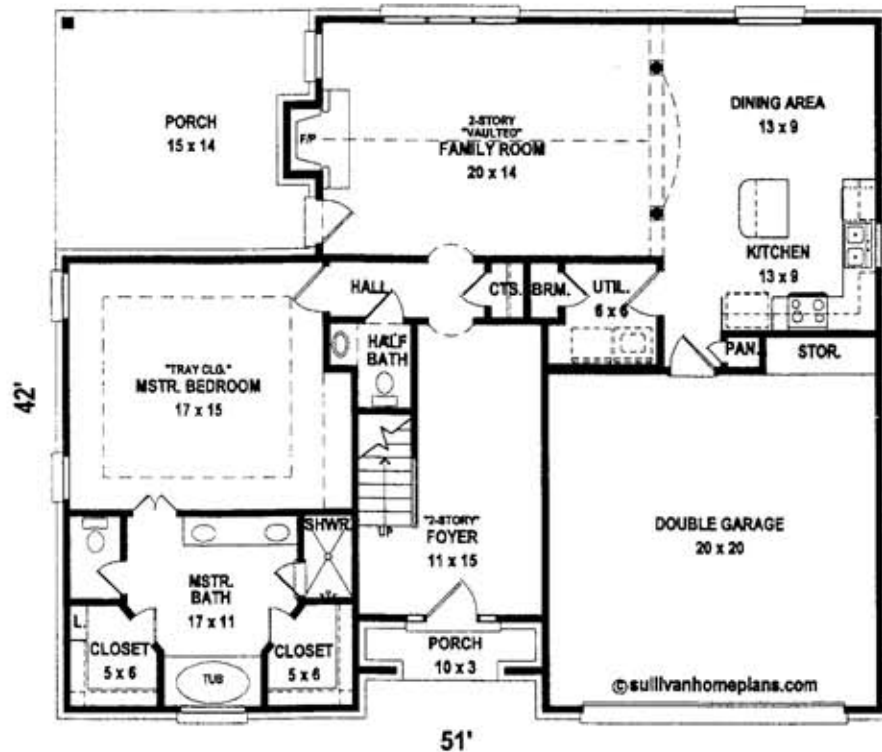 PORCH
15 x 14
F/P
2-STORY
"VAULTED"
FAMILY ROOM
20 x 14
DINING AREA
13 x 9
KITCHEN
13 x 9
HALL
CTS.
BRM.
UTIL.
6 x 6
HALF
BATH
PAN.
STOR.
"TRAY CLG."
MSTR. BEDROOM
17 x 15
42'
UP
"2-STORY"
FOYER
11 x 15
DOUBLE GARAGE
20 x 20
SHWR.
MSTR.
BATH
17 x 11
L.
CLOSET
5 x 6
TUB
CLOSET
5 x 6
PORCH
10 x 3
©sullivanhomeplans.com
51'